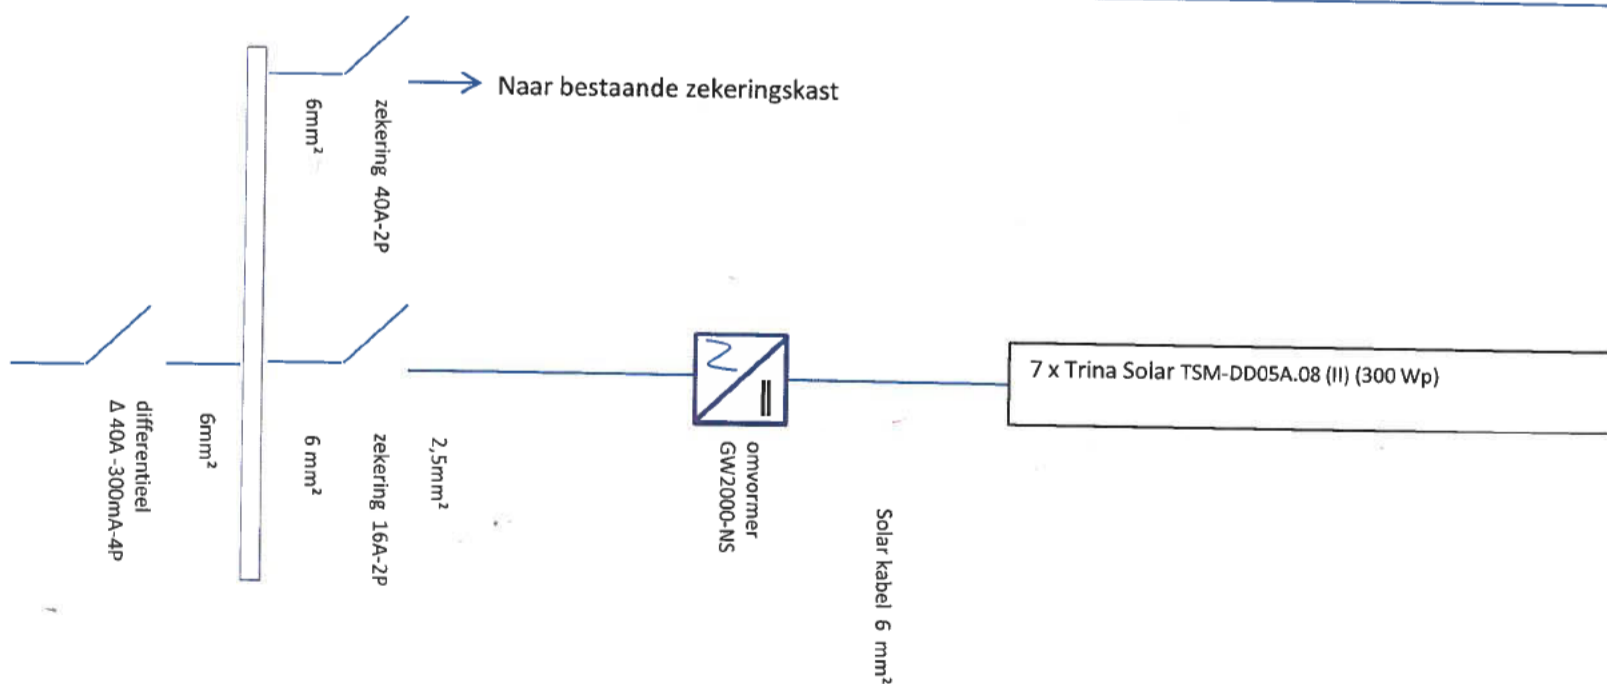 Naar bestaande zekeringskast
6mm²
zekering 40A-2P
7 x Trina Solar TSM-DD05A.08 (II) (300 Wp)
differentieel
Δ 40A -300mA-4P
6mm²
6 mm²
zekering 16A-2P
2,5mm²
omvormer
GW2000-NS
Solar kabel 6 mm²